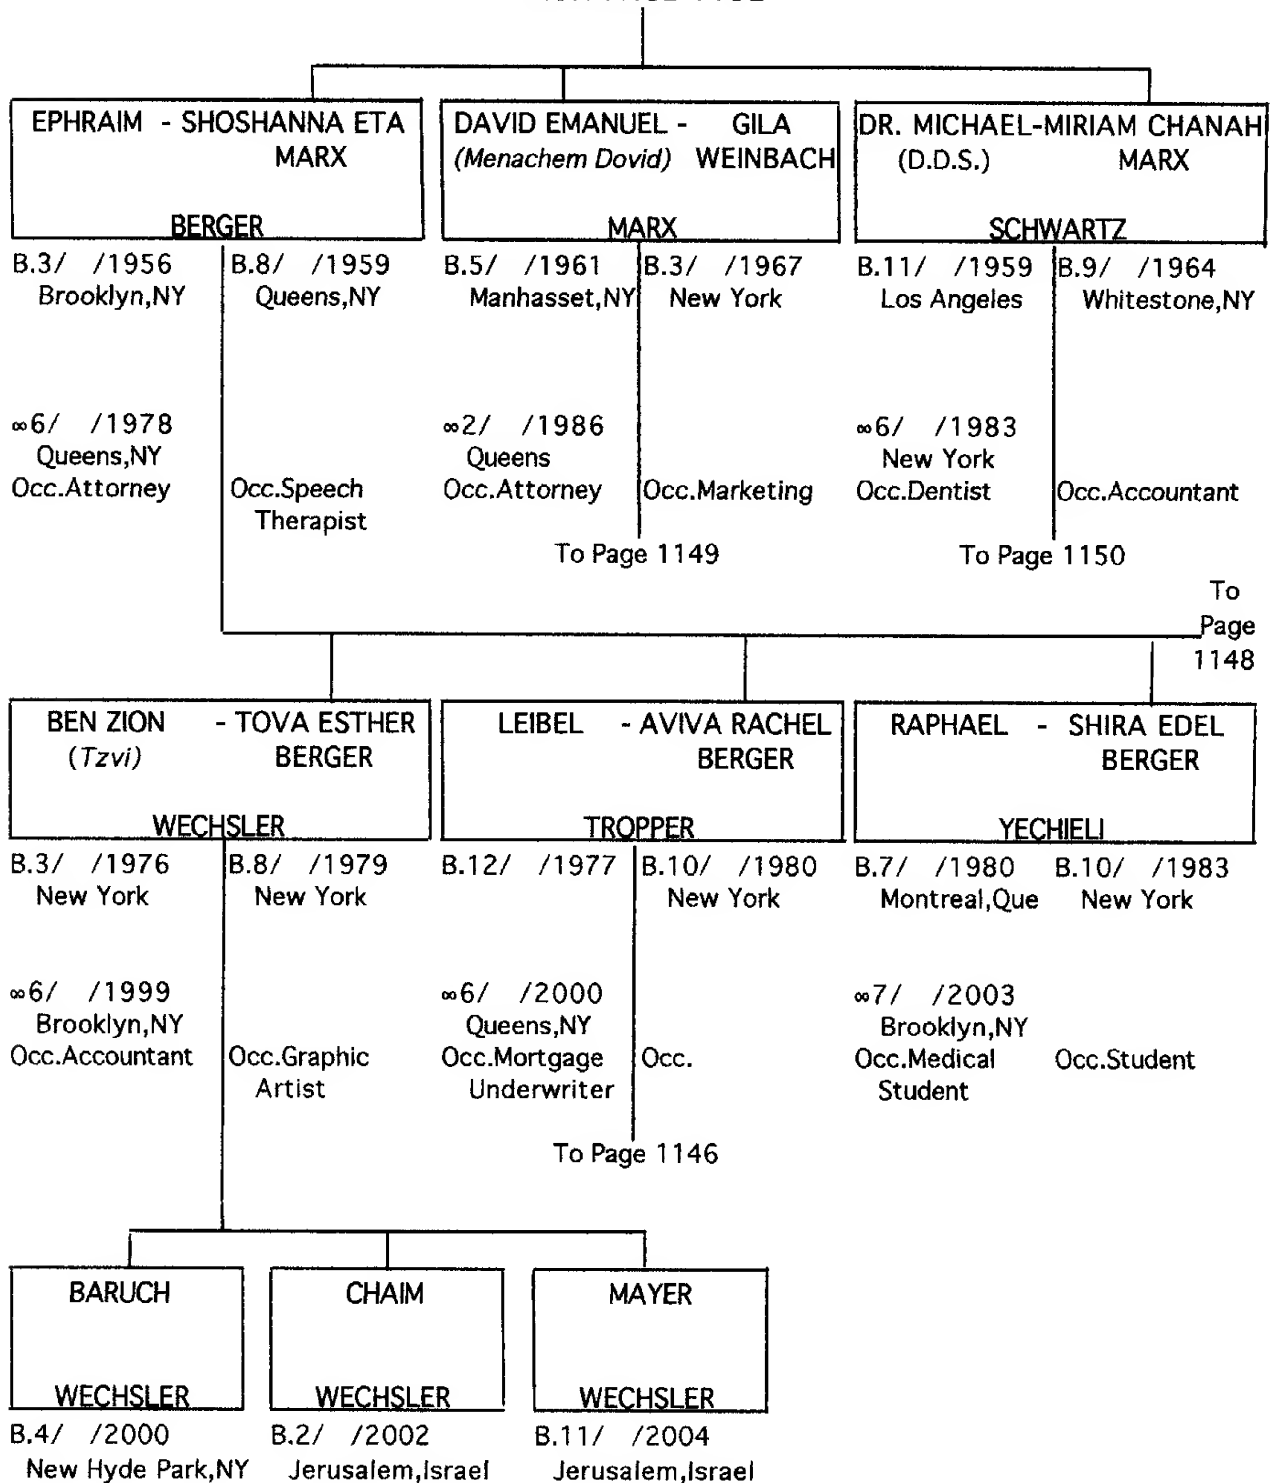 EPHRAIM - SHOSHANNA ETA
MARX
BERGER
B.3/ /1956
Brooklyn,NY
B.8/ /1959
Queens,NY
∞6/ /1978
Queens,NY
Occ.Attorney
Occ.Speech
Therapist
DAVID EMANUEL - GILA
(Menachem Dovid) WEINBACH
MARX
B.5/ /1961
Manhasset,NY
B.3/ /1967
New York
∞2/ /1986
Queens
Occ.Attorney
Occ.Marketing
To Page 1149
DR. MICHAEL-MIRIAM CHANAH
(D.D.S.) MARX
SCHWARTZ
B.11/ /1959
Los Angeles
B.9/ /1964
Whitestone,NY
∞6/ /1983
New York
Occ.Dentist
Occ.Accountant
To Page 1150
To
Page
1148
BEN ZION - TOVA ESTHER
(Tzvi) BERGER
WECHSLER
B.3/ /1976
New York
B.8/ /1979
New York
∞6/ /1999
Brooklyn,NY
Occ.Accountant
Occ.Graphic
Artist
LEIBEL - AVIVA RACHEL
BERGER
TROPPER
B.12/ /1977
B.10/ /1980
New York
∞6/ /2000
Queens,NY
Occ.Mortgage
Underwriter
Occ.
To Page 1146
RAPHAEL - SHIRA EDEL
BERGER
YECHIELI
B.7/ /1980
Montreal,Que
B.10/ /1983
New York
∞7/ /2003
Brooklyn,NY
Occ.Medical
Student
Occ.Student
BARUCH
WECHSLER
B.4/ /2000
New Hyde Park,NY
CHAIM
WECHSLER
B.2/ /2002
Jerusalem,Israel
MAYER
WECHSLER
B.11/ /2004
Jerusalem,Israel